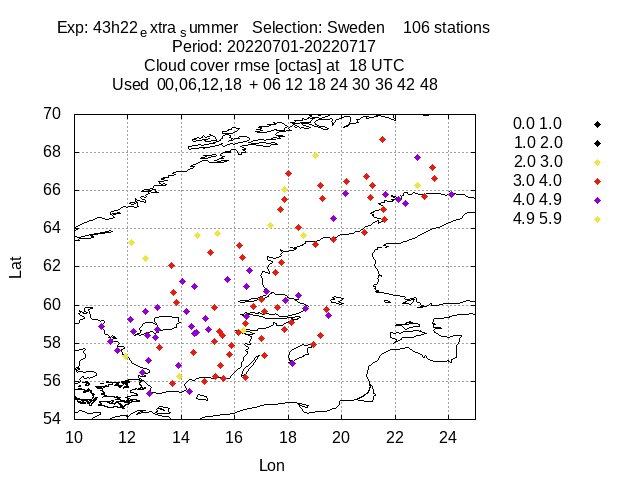 Exp: 43h22extrasummer Selection: Sweden 106 stations
Period: 20220701-20220717
Cloud cover rmse [octas] at 18 UTC
Used 00,06,12,18 + 06 12 18 24 30 36 42 48
70
68
66
64
62
60
58
56
54
Lat
10 12 14 16 18 20 22 24
Lon
0.0 1.0
1.0 2.0
2.0 3.0
3.0 4.0
4.0 4.9
4.9 5.9